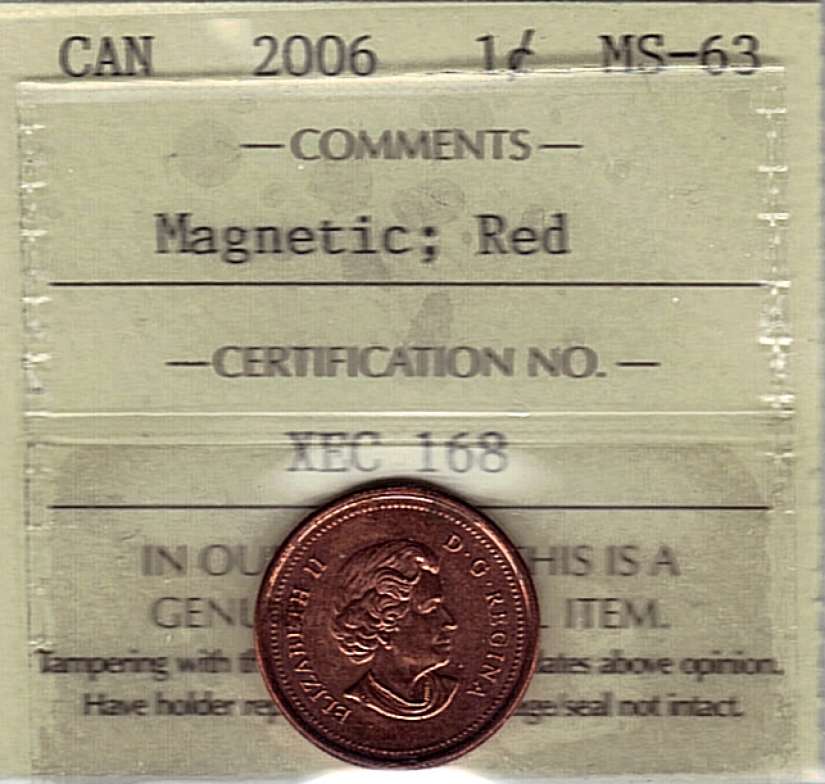 CAN 2006 1¢ MS-63
—COMMENTS—
Magnetic; Red
—CERTIFICATION NO.—
XEC 168
IN OU HIS IS A
GENU L ITEM.
Tampering with th ates above opinion.
Have holder rep ge/seal not intact.
ELIZABETH II D·G·REGINA